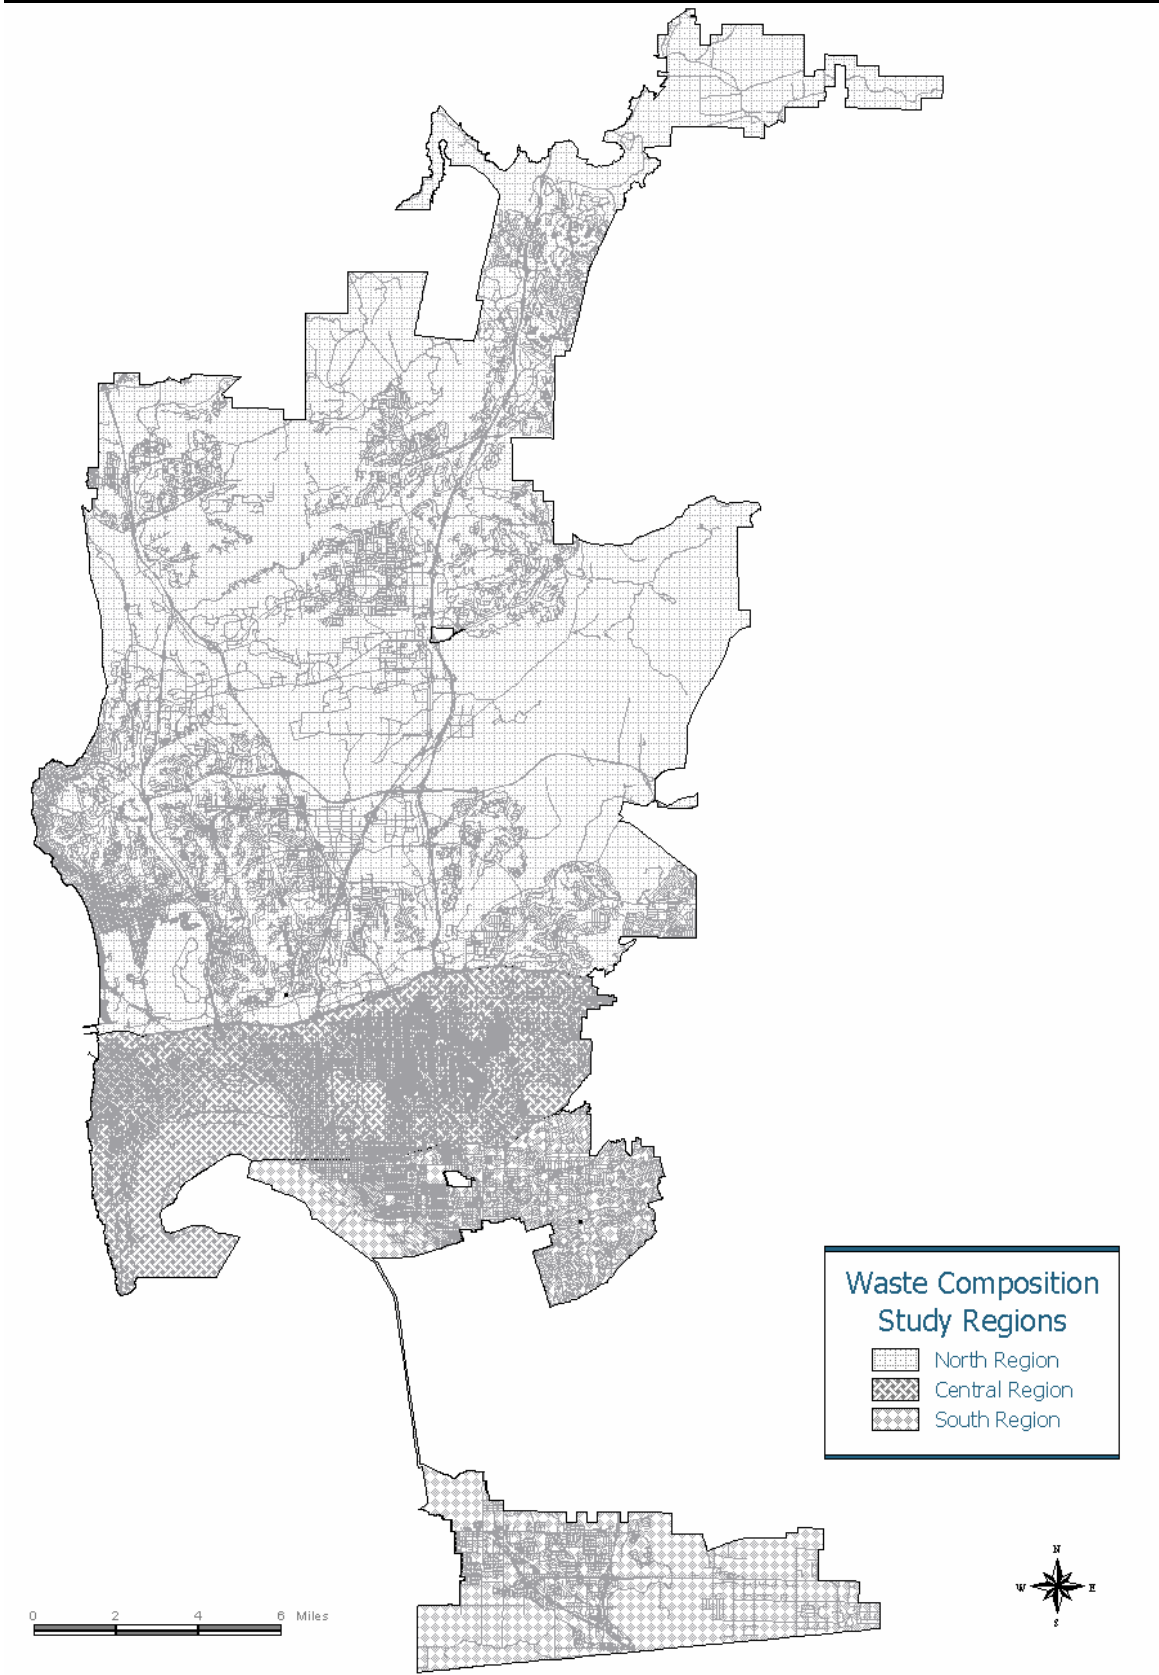 Waste Composition
Study Regions
North Region
Central Region
South Region
N
W E
S
0 2 4 6 Miles